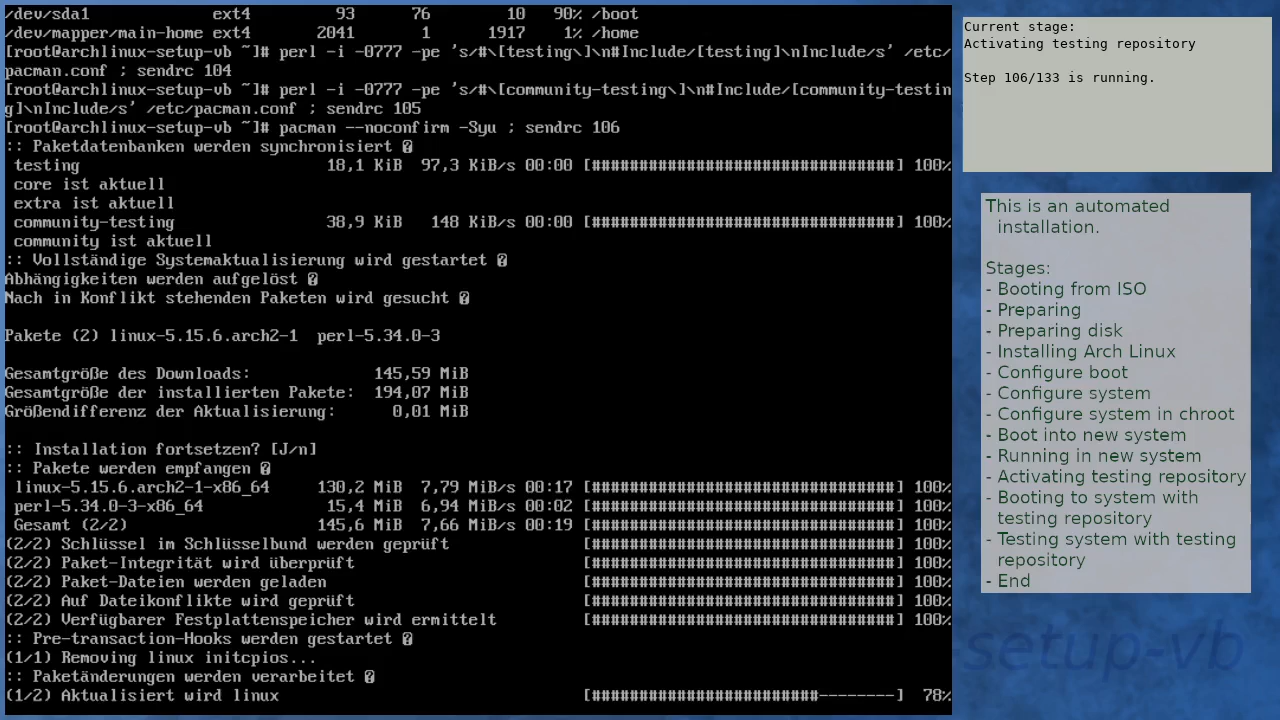 /dev/sda1             ext4         93      76        10   90% /boot
/dev/mapper/main-home ext4       2041       1      1917    1% /home
[root@archlinux-setup-vb ~]# perl -i -0777 -pe 's/#\[testing\]\n#Include/[testing]\nInclude/s' /etc/
pacman.conf ; sendrc 104
[root@archlinux-setup-vb ~]# perl -i -0777 -pe 's/#\[community-testing\]\n#Include/[community-testin
g]\nInclude/s' /etc/pacman.conf ; sendrc 105
[root@archlinux-setup-vb ~]# pacman --noconfirm -Syu ; sendrc 106
:: Paketdatenbanken werden synchronisiert �
 testing                          18,1 KiB  97,3 KiB/s 00:00 [################################] 100%
 core ist aktuell
 extra ist aktuell
 community-testing                38,9 KiB   148 KiB/s 00:00 [################################] 100%
 community ist aktuell
:: Vollständige Systemaktualisierung wird gestartet �
Abhängigkeiten werden aufgelöst �
Nach in Konflikt stehenden Paketen wird gesucht �
Pakete (2) linux-5.15.6.arch2-1  perl-5.34.0-3
Gesamtgröße des Downloads:             145,59 MiB
Gesamtgröße der installierten Pakete:  194,07 MiB
Größendifferenz der Aktualisierung:      0,01 MiB
:: Installation fortsetzen? [J/n]
:: Pakete werden empfangen �
 linux-5.15.6.arch2-1-x86_64     130,2 MiB  7,79 MiB/s 00:17 [################################] 100%
 perl-5.34.0-3-x86_64             15,4 MiB  6,94 MiB/s 00:02 [################################] 100%
 Gesamt (2/2)                    145,6 MiB  7,66 MiB/s 00:19 [################################] 100%
(2/2) Schlüssel im Schlüsselbund werden geprüft              [################################] 100%
(2/2) Paket-Integrität wird überprüft                        [################################] 100%
(2/2) Paket-Dateien werden geladen                           [################################] 100%
(2/2) Auf Dateikonflikte wird geprüft                        [################################] 100%
(2/2) Verfügbarer Festplattenspeicher wird ermittelt         [################################] 100%
:: Pre-transaction-Hooks werden gestartet �
(1/1) Removing linux initcpios...
:: Paketänderungen werden verarbeitet �
(1/2) Aktualisiert wird linux                                [########################--------]  78%
Current stage:
Activating testing repository
Step 106/133 is running.
This is an automated
installation.
Stages:
- Booting from ISO
- Preparing
- Preparing disk
- Installing Arch Linux
- Configure boot
- Configure system
- Configure system in chroot
- Boot into new system
- Running in new system
- Activating testing repository
- Booting to system with
testing repository
- Testing system with testing
repository
- End
-setup-vb